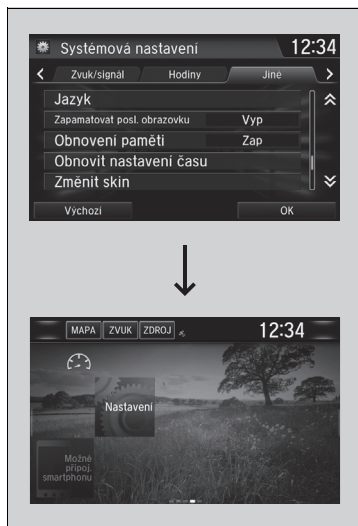 Systémová nastavení 12:34
Zvuk/signál Hodiny Jiné
Jazyk
Zapamatovat posl. obrazovku Vyp
Obnovení paměti Zap
Obnovit nastavení času
Změnit skin
Výchozí OK
MAPA ZVUK ZDROJ 12:34
Nastavení
Možné
připoj.
smartphonu